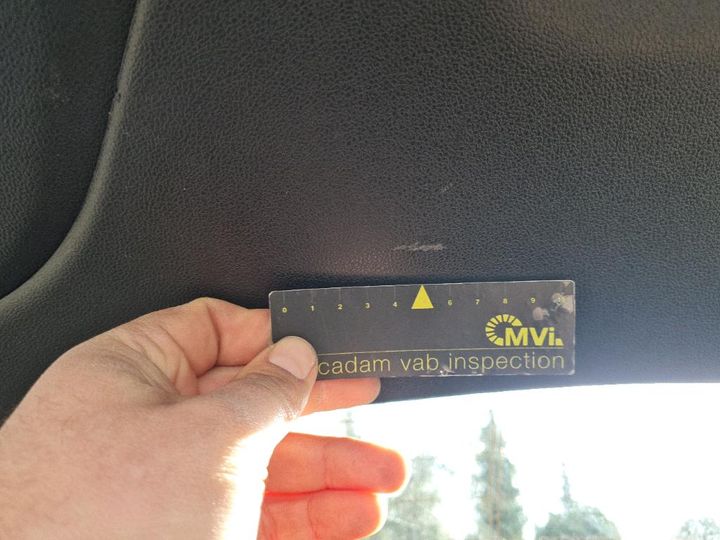 0 1 2 3 4 6 7 8 9
MVi
cadam vab inspection